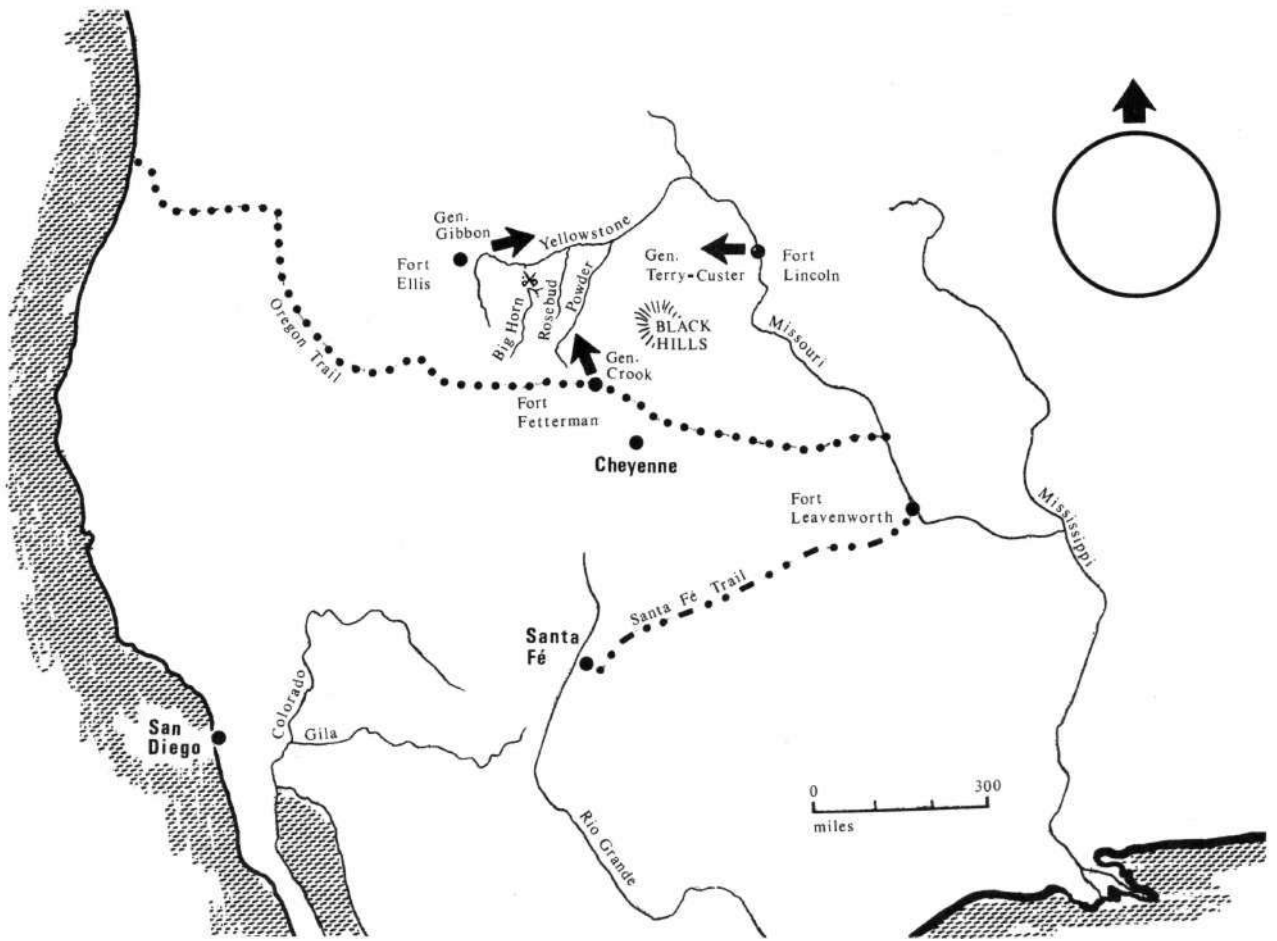 Gen.
Gibbon
Yellowstone
Fort
Ellis
Gen.
Terry-Custer
Fort
Lincoln
Big Horn
Rosebud
Powder
BLACK
HILLS
Oregon Trail
Gen.
Crook
Missouri
Fort
Fetterman
Cheyenne
Fort
Leavenworth
Mississippi
Santa Fé Trail
Santa
Fé
Colorado
San
Diego
Gila
Rio Grande
0 300
miles